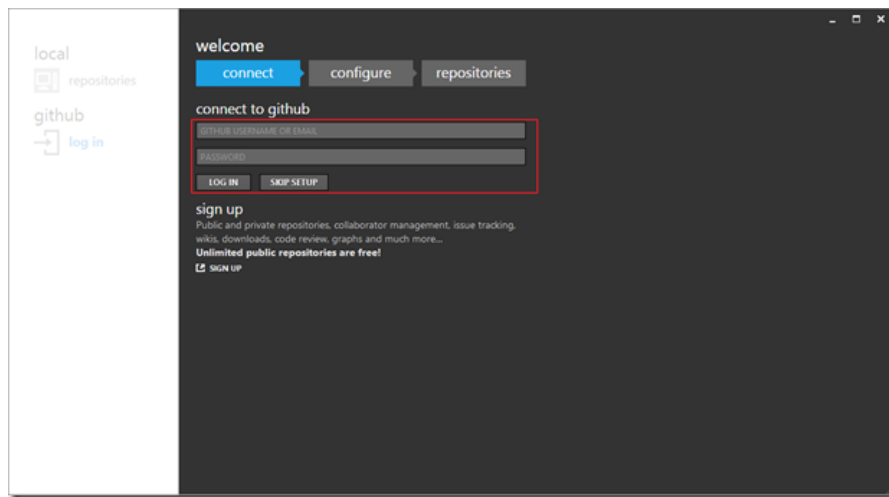 local
repositories
github
log in
welcome
connect configure repositories
connect to github
GITHUB USERNAME OR EMAIL
PASSWORD
LOG IN SKIP SETUP
sign up
Public and private repositories, collaborator management, issue tracking,
wikis, downloads, code review, graphs and much more...
Unlimited public repositories are free!
SIGN UP